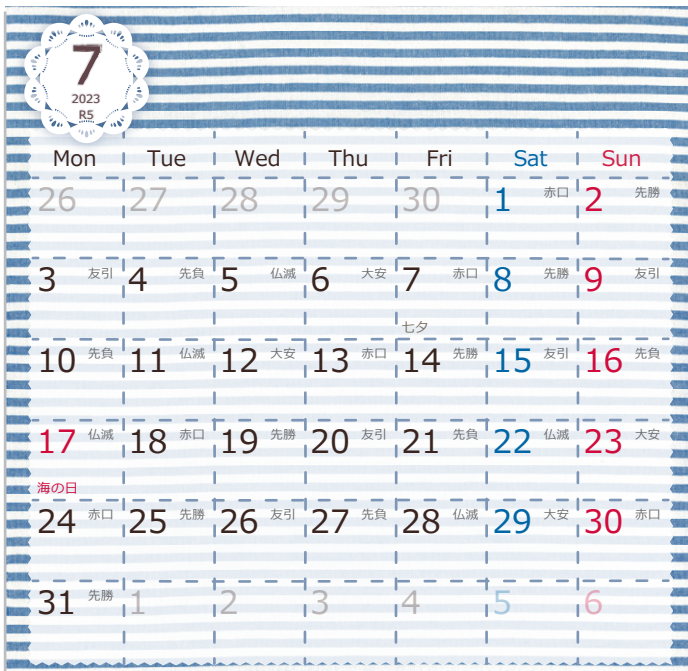 7
2023
R5
Mon Tue Wed Thu Fri Sat Sun
26 27 28 29 30 1 赤口 2 先勝
3 友引 4 先負 5 仏滅 6 大安 7 赤口 8 先勝 9 友引
七夕
10 先負 11 仏滅 12 大安 13 赤口 14 先勝 15 友引 16 先負
17 仏滅 18 赤口 19 先勝 20 友引 21 先負 22 仏滅 23 大安
海の日
24 赤口 25 先勝 26 友引 27 先負 28 仏滅 29 大安 30 赤口
31 先勝 1 2 3 4 5 6